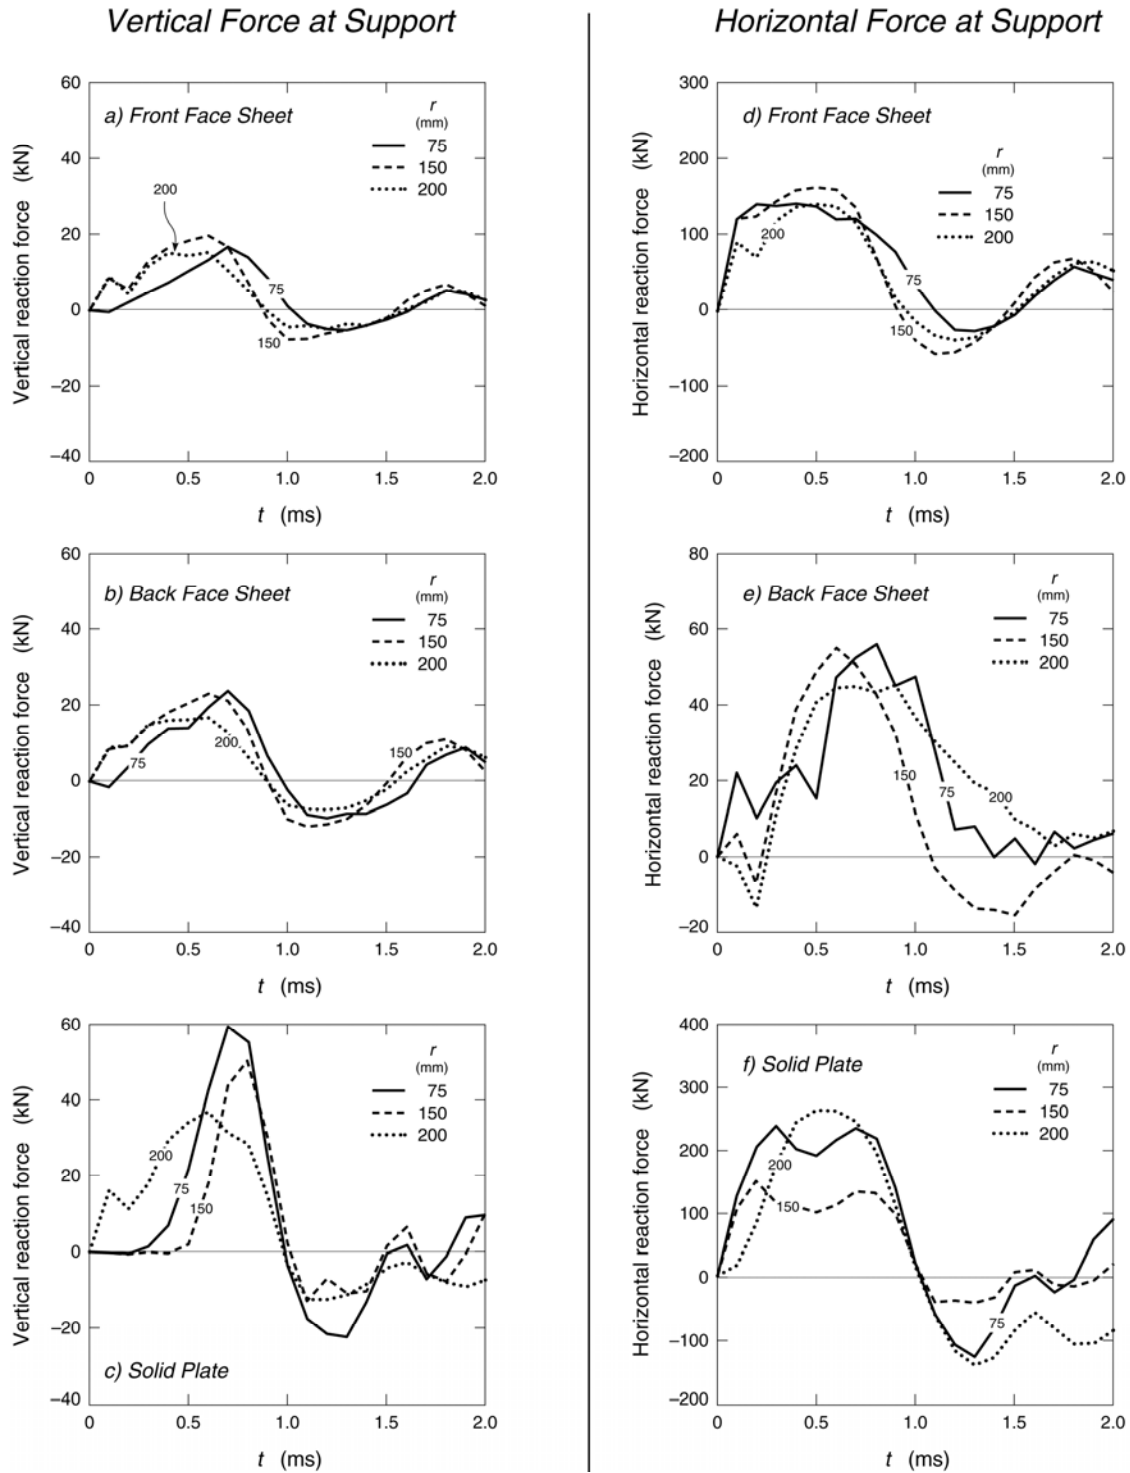 Vertical Force at Support
Horizontal Force at Support
a) Front Face Sheet
r
(mm)
75
150
200
200
75
150
60
40
20
0
–20
–40
Vertical reaction force (kN)
0 0.5 1.0 1.5 2.0
t (ms)
d) Front Face Sheet
r
(mm)
75
150
200
200
75
150
300
200
100
0
–100
–200
Horizontal reaction force (kN)
0 0.5 1.0 1.5 2.0
t (ms)
b) Back Face Sheet
r
(mm)
75
150
200
75
200
150
60
40
20
0
–20
–40
Vertical reaction force (kN)
0 0.5 1.0 1.5 2.0
t (ms)
e) Back Face Sheet
r
(mm)
75
150
200
150
75
200
80
60
40
20
0
–20
Horizontal reaction force (kN)
0 0.5 1.0 1.5 2.0
t (ms)
r
(mm)
75
150
200
200
75
150
c) Solid Plate
60
40
20
0
–20
–40
Vertical reaction force (kN)
0 0.5 1.0 1.5 2.0
t (ms)
f) Solid Plate
r
(mm)
75
150
200
200
150
75
400
300
200
100
0
–100
–200
Horizontal reaction force (kN)
0 0.5 1.0 1.5 2.0
t (ms)